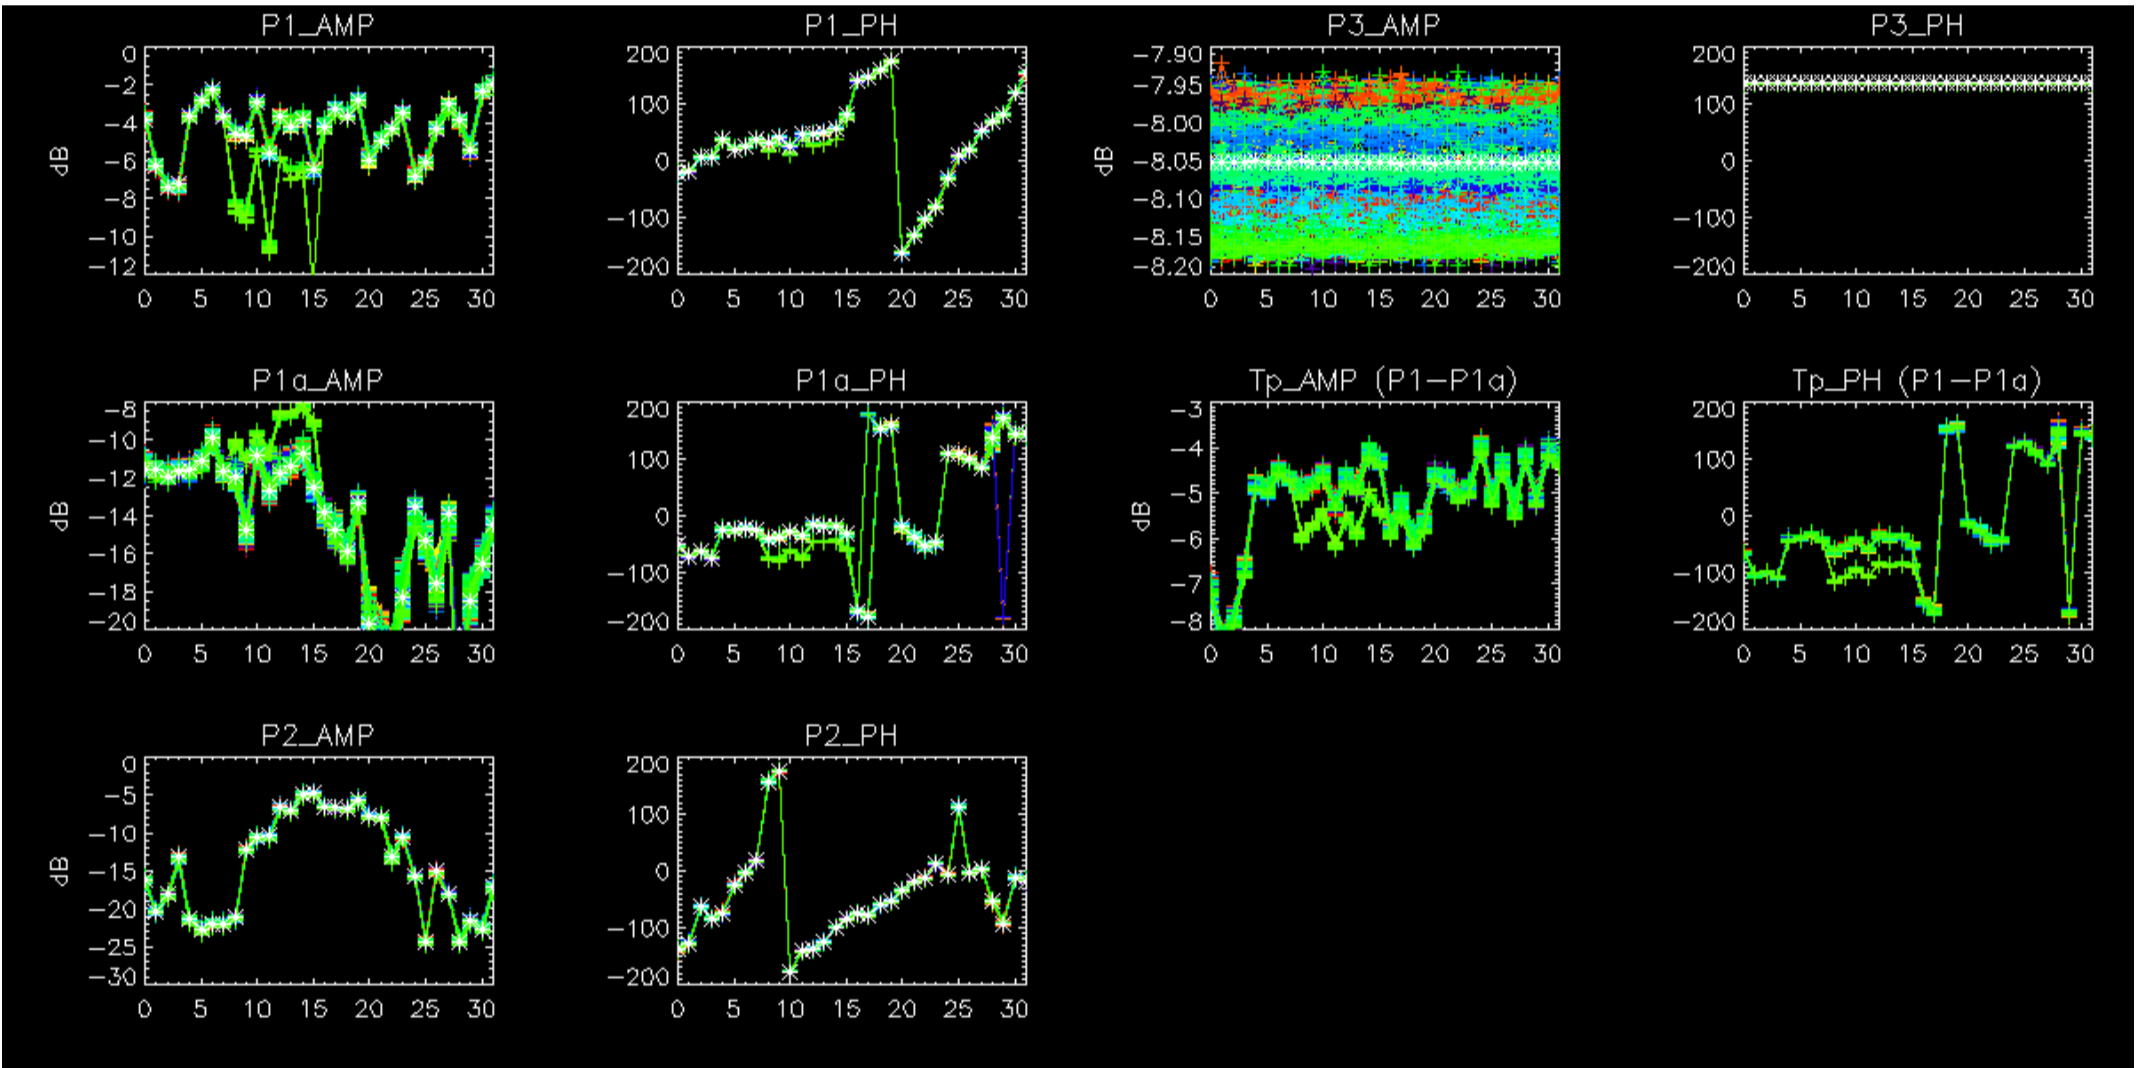 P1_AMP
dB
0
−2
−4
−6
−8
−10
−12
0 5 10 15 20 25 30
P1_PH
200
100
0
−100
−200
0 5 10 15 20 25 30
P3_AMP
dB
−7.90
−7.95
−8.00
−8.05
−8.10
−8.15
−8.20
0 5 10 15 20 25 30
P3_PH
200
100
0
−100
−200
0 5 10 15 20 25 30
P1a_AMP
dB
−8
−10
−12
−14
−16
−18
−20
0 5 10 15 20 25 30
P1a_PH
200
100
0
−100
−200
0 5 10 15 20 25 30
Tp_AMP (P1−P1a)
dB
−3
−4
−5
−6
−7
−8
0 5 10 15 20 25 30
Tp_PH (P1−P1a)
200
100
0
−100
−200
0 5 10 15 20 25 30
P2_AMP
dB
0
−5
−10
−15
−20
−25
−30
0 5 10 15 20 25 30
P2_PH
200
100
0
−100
−200
0 5 10 15 20 25 30